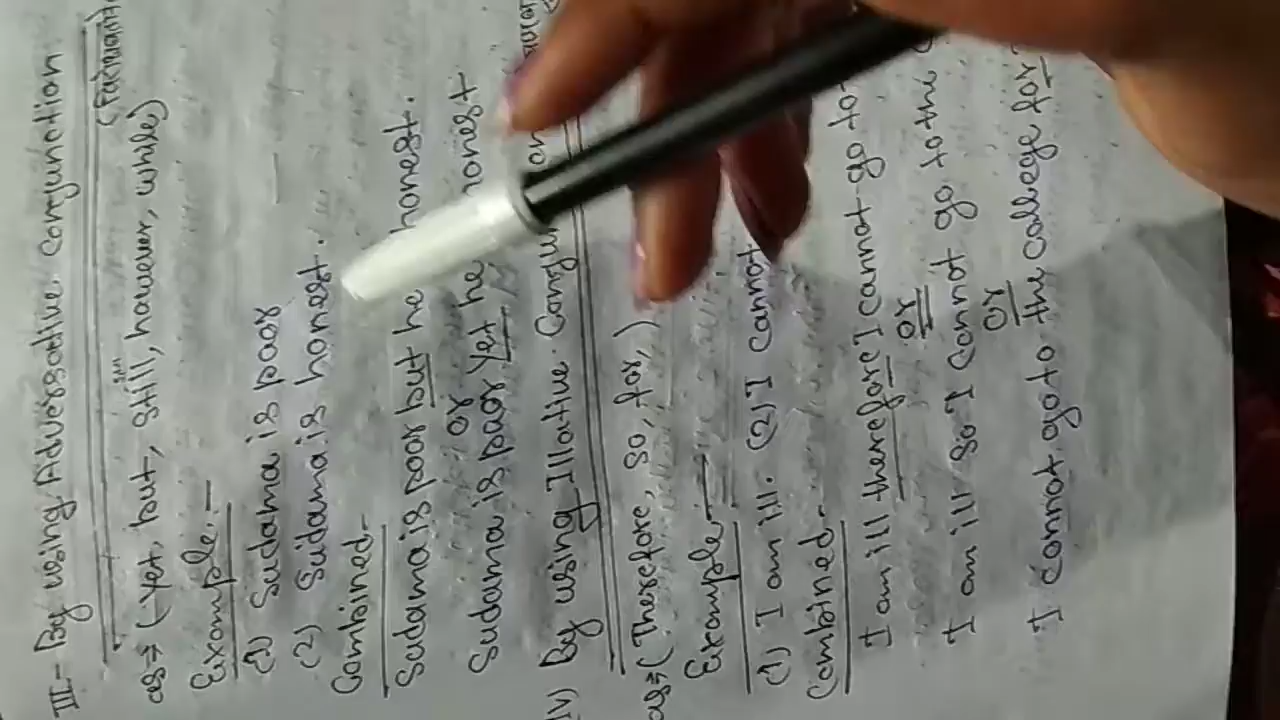 III- By using Adversative Conjunction
as⇒ (Yet, but, still, however, while)
Example.—
(1) Sudama is poor
(2) Sudama is honest.
Combined-
Sudama is poor but he honest.
or
Sudama is poor yet he honest
IV) By using Illative Conjun
as⇒ (Therefore, so, for,)
Example—
(1) I am ill. (2) I cannot
Combined-
I am ill therefore I cannot go to
or
I am ill so I cannot go to the
or
I cannot go to the college for